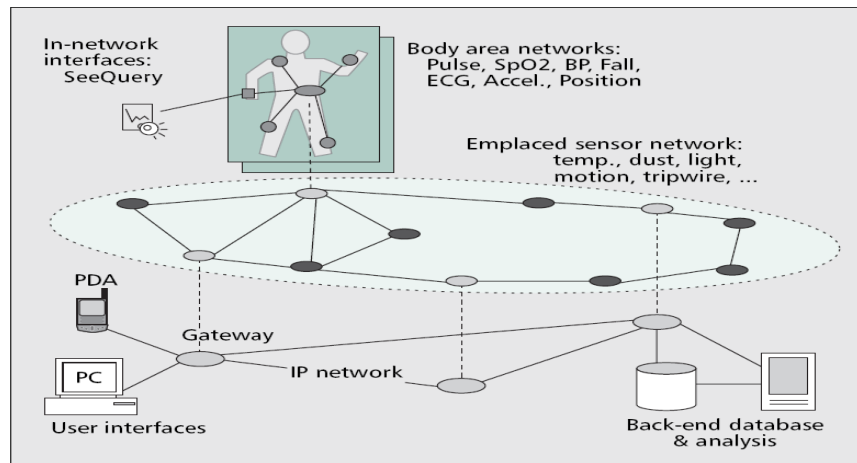 In-network
interfaces:
SeeQuery
Body area networks:
Pulse, SpO2, BP, Fall,
ECG, Accel., Position
Emplaced sensor network:
temp., dust, light,
motion, tripwire, ...
PDA
Gateway
PC
IP network
User interfaces
Back-end database
& analysis